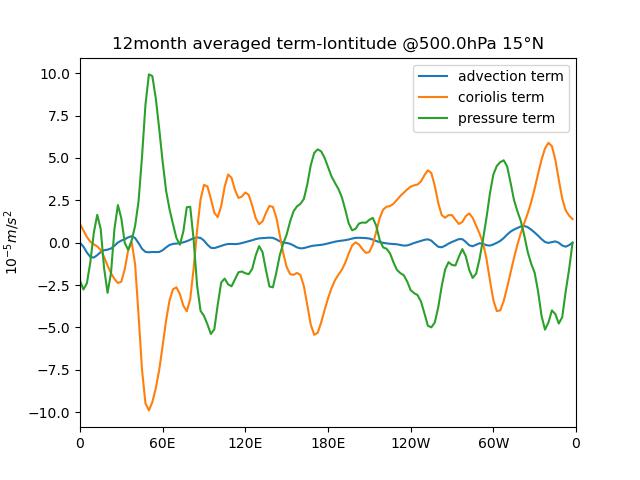 12month averaged term-lontitude @500.0hPa 15°N
advection term
coriolis term
pressure term
10.0
7.5
5.0
2.5
0.0
−2.5
−5.0
−7.5
−10.0
10⁻⁵m/s²
0 60E 120E 180E 120W 60W 0